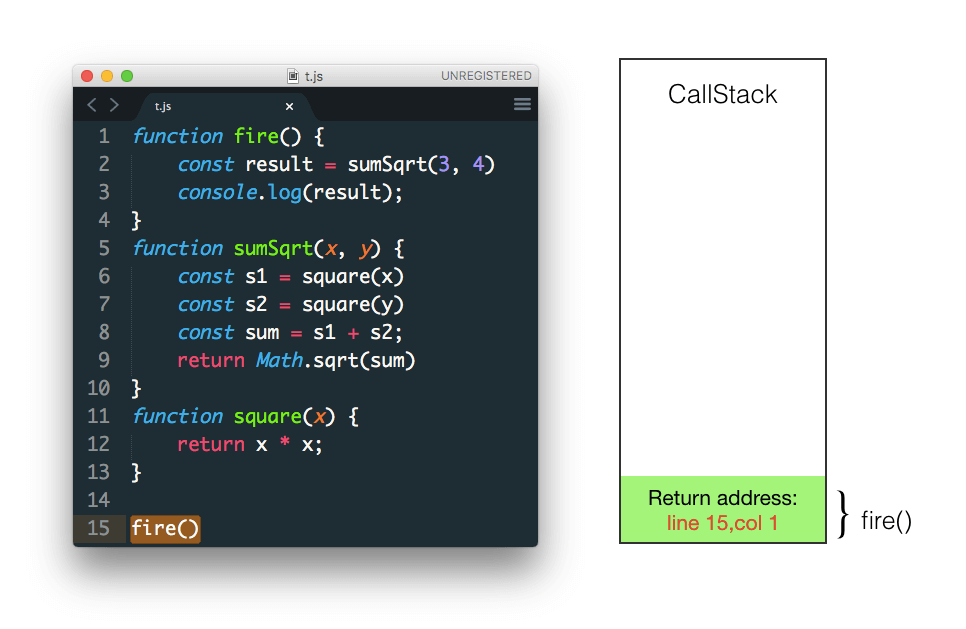 t.js
UNREGISTERED
t.js ×
1 function fire() {
2     const result = sumSqrt(3, 4)
3     console.log(result);
4 }
5 function sumSqrt(x, y) {
6     const s1 = square(x)
7     const s2 = square(y)
8     const sum = s1 + s2;
9     return Math.sqrt(sum)
10 }
11 function square(x) {
12     return x * x;
13 }
14
15 fire()
CallStack
Return address:
line 15,col 1
} fire()